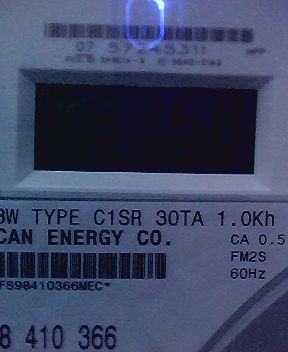 07 57245311
3W TYPE C1SR 30TA 1.0Kh
CAN ENERGY CO.
CA 0.5
FM2S
60Hz
FS98410366MEC*
8 410 366